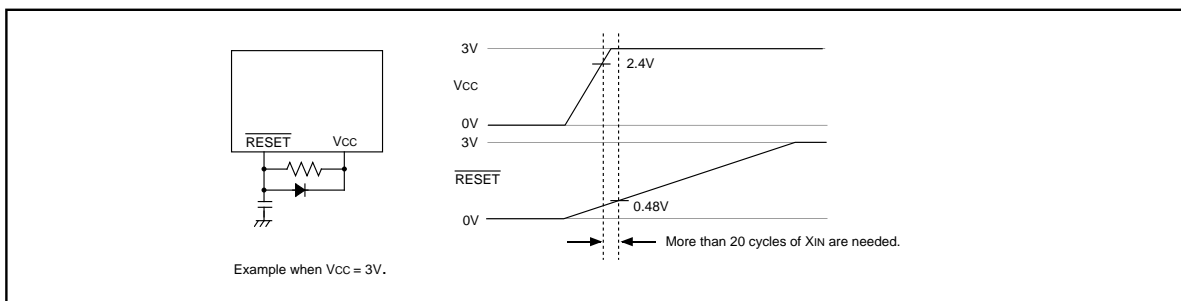 RESET
VCC
Example when VCC = 3V.
3V
2.4V
VCC
0V
3V
RESET
0.48V
0V
More than 20 cycles of XIN are needed.